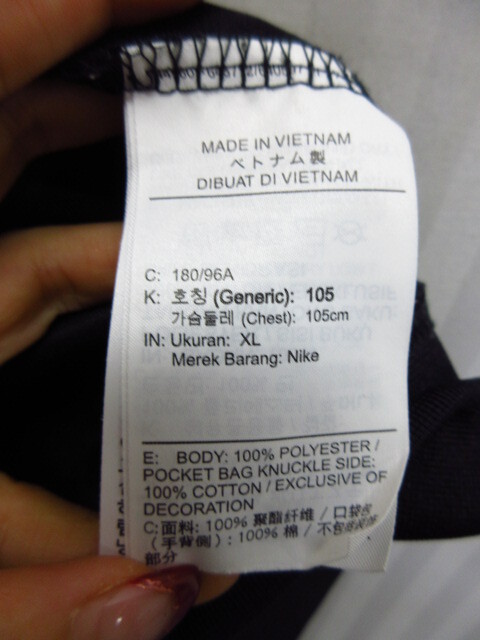 MADE IN VIETNAM
ベトナム製
DIBUAT DI VIETNAM
C: 180/96A
K: 호칭 (Generic): 105
가슴둘레 (Chest): 105cm
IN: Ukuran: XL
Merek Barang: Nike
E: BODY: 100% POLYESTER /
POCKET BAG KNUCKLE SIDE:
100% COTTON / EXCLUSIVE OF
DECORATION
C:面料: 100% 聚酯纤维 / 口袋布
(手背侧) : 100% 棉 / 不包括装饰
部分